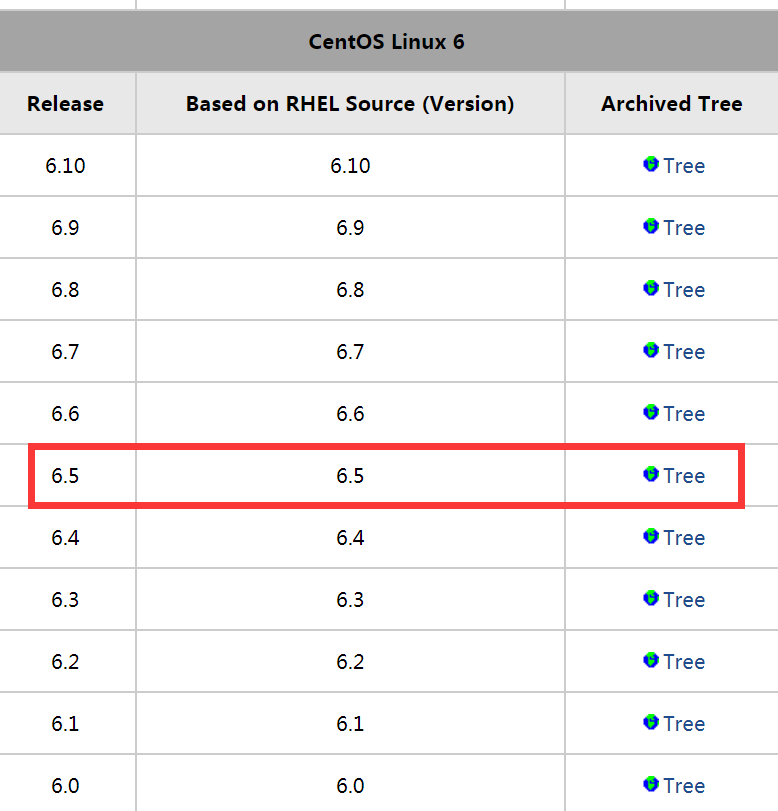 CentOS Linux 6
Release Based on RHEL Source (Version) Archived Tree
6.10 6.10 Tree
6.9 6.9 Tree
6.8 6.8 Tree
6.7 6.7 Tree
6.6 6.6 Tree
6.5 6.5 Tree
6.4 6.4 Tree
6.3 6.3 Tree
6.2 6.2 Tree
6.1 6.1 Tree
6.0 6.0 Tree